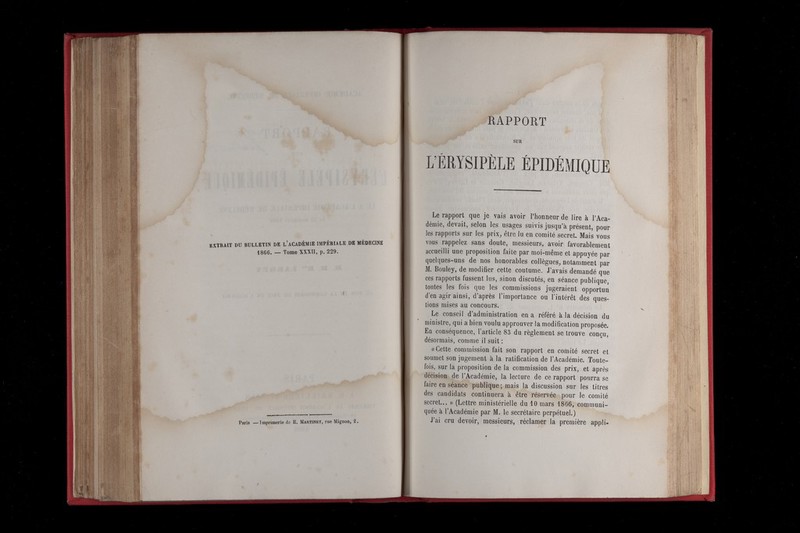 EXTRAIT DU BULLETIN DE L'ACADÉMIE IMPÉRIALE DE MÉDECINE
1866. — Tome XXXII, p. 229.
Paris — Imprimerie de E. MARTINET, rue Mignon, 2.
RAPPORT
SUR
L'ÉRYSIPÈLE ÉPIDÉMIQUE
Le rapport que je vais avoir l'honneur de lire à l'Aca-
démie, devait, selon les usages suivis jusqu'à présent, pour
les rapports sur les prix, être lu en comité secret. Mais vous
vous rappelez sans doute, messieurs, avoir favorablement
accueilli une proposition faite par moi-même et appuyée par
quelques-uns de nos honorables collègues, notamment par
M. Bouley, de modifier cette coutume. J'avais demandé que
ces rapports fussent lus, sinon discutés, en séance publique,
toutes les fois que les commissions jugeraient opportun
d'en agir ainsi, d'après l'importance ou l'intérêt des ques-
tions mises au concours.
Le conseil d'administration en a référé à la décision du
ministre, qui a bien voulu approuver la modification proposée.
En conséquence, l'article 85 du règlement se trouve conçu,
désormais, comme il suit :
« Cette commission fait son rapport en comité secret et
soumet son jugement à la ratification de l'Académie. Toute-
fois, sur la proposition de la commission des prix, et après
décision de l'Académie, la lecture de ce rapport pourra se
faire en séance publique ; mais la discussion sur les titres
des candidats continuera à être réservée pour le comité
secret... » (Lettre ministérielle du 10 mars 1866, communi-
quée à l'Académie par M. le secrétaire perpétuel.)
J'ai cru devoir, messieurs, réclamer la première appli-